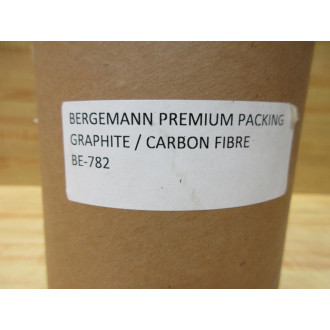 BERGEMANN PREMIUM PACKING
GRAPHITE / CARBON FIBRE
BE-782